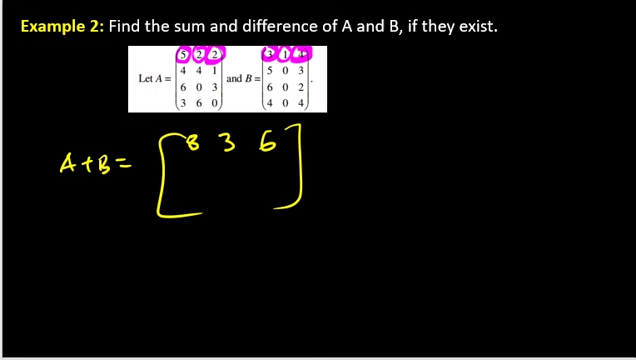 Example 2: Find the sum and difference of A and B, if they exist.
5 2 2 3 1 4
4 4 1 5 0 3
Let A = and B = .
6 0 3 6 0 2
3 6 0 4 0 4
8 3 6
A+B=